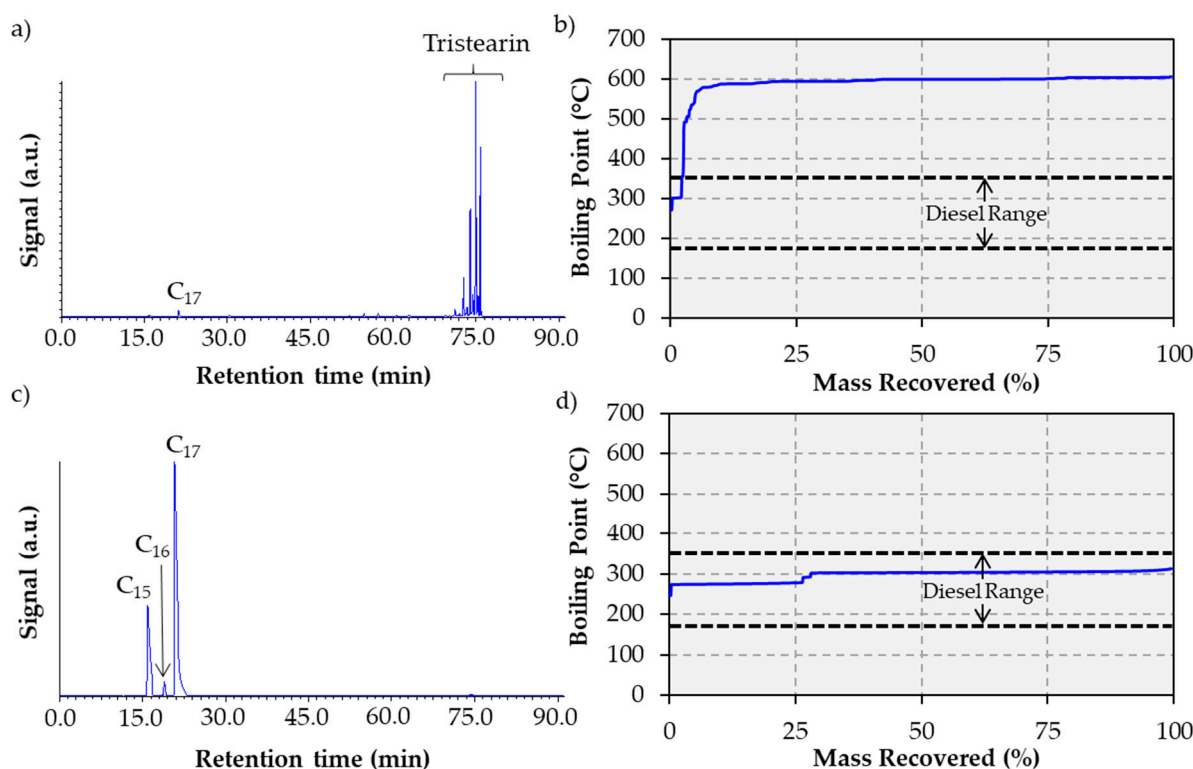 a)
Tristearin
C₁₇
Signal (a.u.)
0.0 15.0 30.0 45.0 60.0 75.0 90.0
Retention time (min)
b)
700
600
500
400
300
200
100
0
Boiling Point (°C)
Diesel Range
0 25 50 75 100
Mass Recovered (%)
c)
C₁₇
C₁₆
C₁₅
Signal (a.u.)
0.0 15.0 30.0 45.0 60.0 75.0 90.0
Retention time (min)
d)
700
600
500
400
300
200
100
0
Boiling Point (°C)
Diesel Range
0 25 50 75 100
Mass Recovered (%)